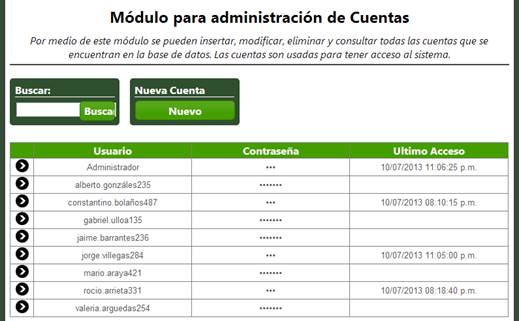 Módulo para administración de Cuentas
Por medio de este módulo se pueden insertar, modificar, eliminar y consultar todas las cuentas que se
encuentran en la base de datos. Las cuentas son usadas para tener acceso al sistema.
Buscar:
Busca
Nueva Cuenta
Nuevo
Usuario Contraseña Ultimo Acceso
Administrador ••• 10/07/2013 11:06:25 p.m.
alberto.gonzáles235 •••••••
constantino.bolaños487 ••• 10/07/2013 08:10:15 p.m.
gabriel.ulloa135 •••••••
jaime.barrantes236 •••••••
jorge.villegas284 ••• 10/07/2013 11:05:00 p.m.
mario.araya421 •••••••
rocio.arrieta331 ••• 10/07/2013 08:18:40 p.m.
valeria.arguedas254 •••••••